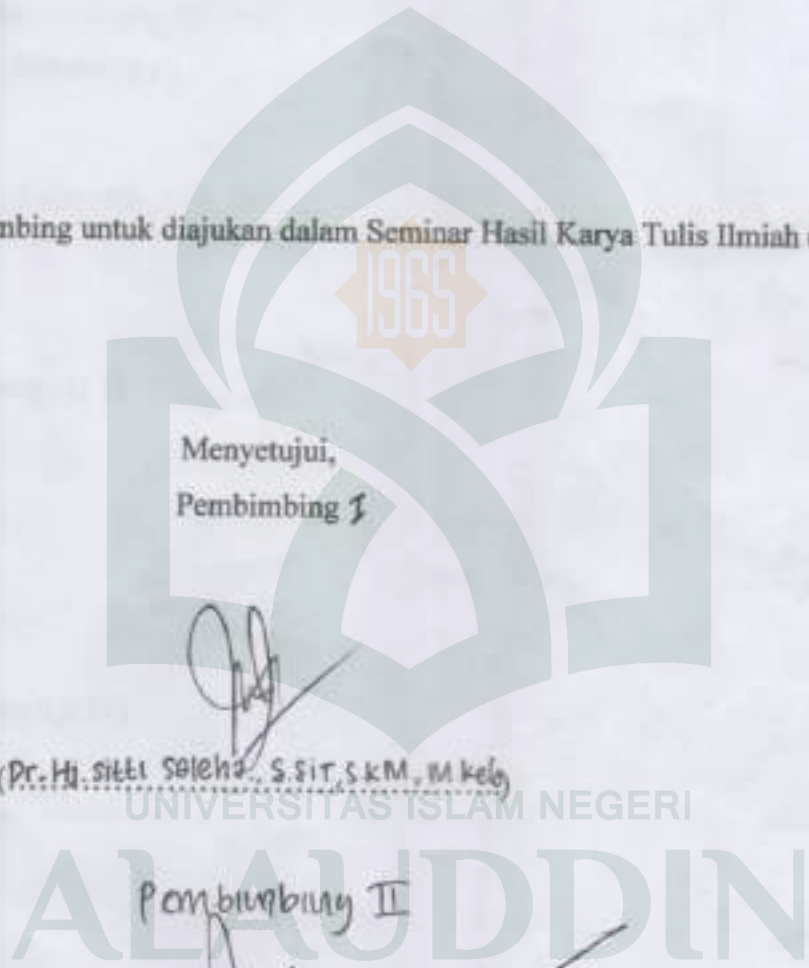 mbing untuk diajukan dalam Seminar Hasil Karya Tulis Ilmiah
1965
Menyetujui,
Pembimbing I
(Dr. Hj. Sitti Saleha, S.SiT, S.KM, M.Keb)
UNIVERSITAS ISLAM NEGERI
ALAUDDIN
Pembimbing II